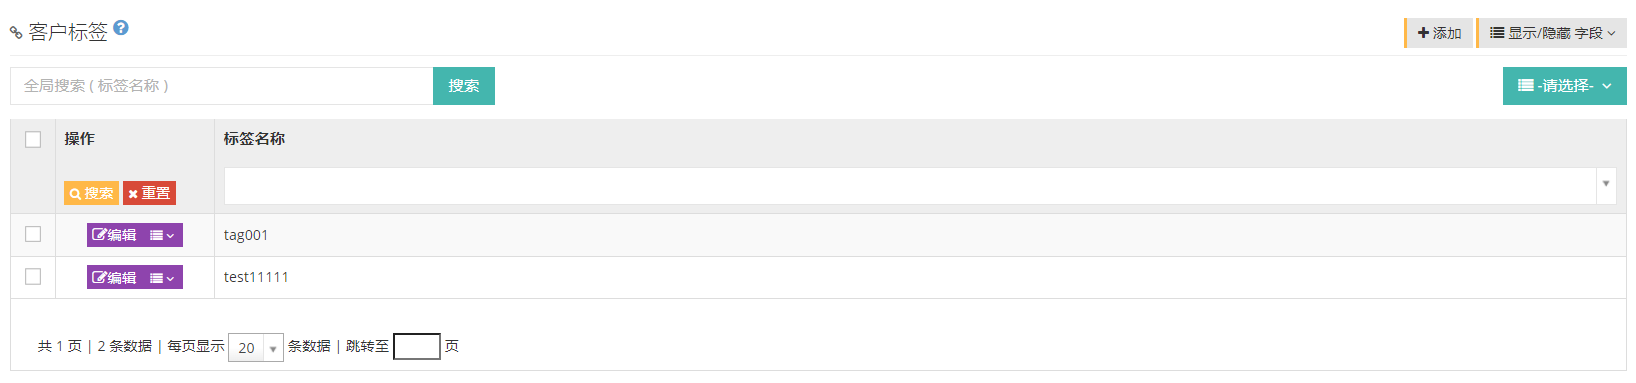 客户标签
添加 显示/隐藏 字段
全局搜索 ( 标签名称 ) 搜索 -请选择-
操作 标签名称
搜索 重置
编辑 tag001
编辑 test11111
共 1 页 | 2 条数据 | 每页显示 20 条数据 | 跳转至 页